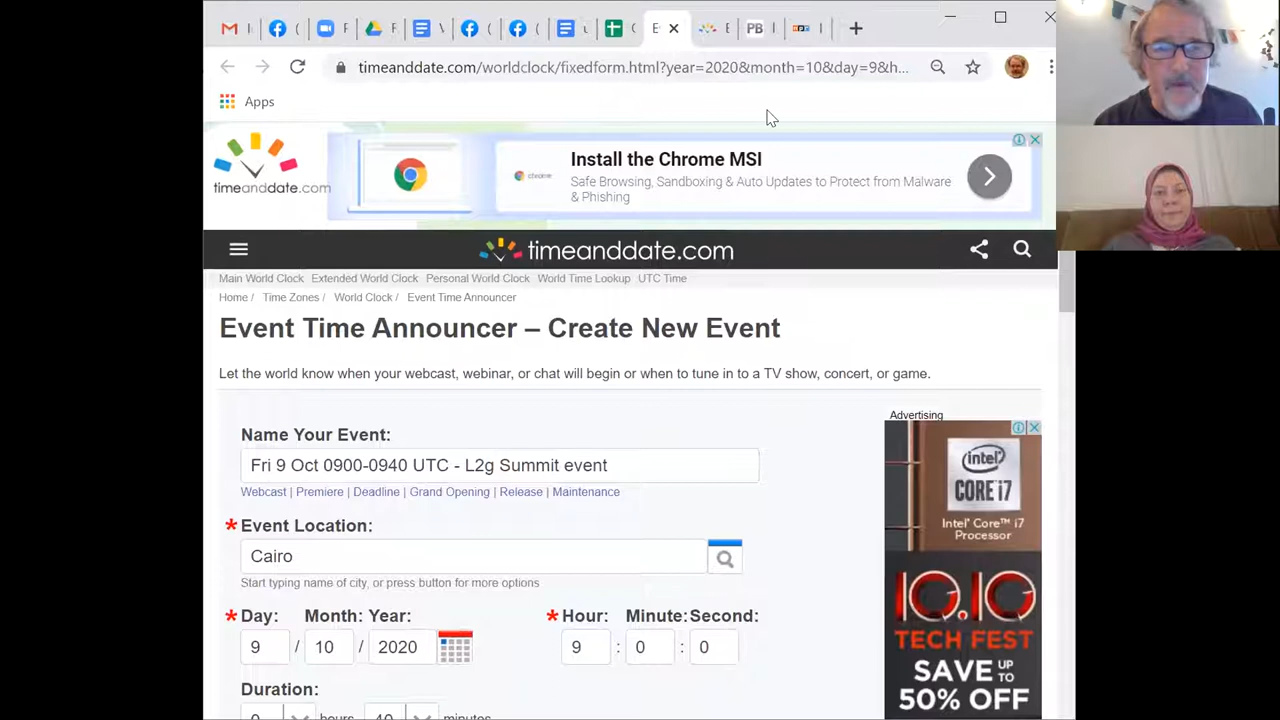 PB
timeanddate.com/worldclock/fixedform.html?year=2020&month=10&day=9&h...
Apps
timeanddate.com
chrome
Install the Chrome MSI
Safe Browsing, Sandboxing & Auto Updates to Protect from Malware
& Phishing
timeanddate.com
Main World Clock Extended World Clock Personal World Clock World Time Lookup UTC Time
Home / Time Zones / World Clock / Event Time Announcer
Event Time Announcer – Create New Event
Let the world know when your webcast, webinar, or chat will begin or when to tune in to a TV show, concert, or game.
Advertising
Name Your Event:
Fri 9 Oct 0900-0940 UTC - L2g Summit event
Webcast | Premiere | Deadline | Grand Opening | Release | Maintenance
* Event Location:
Cairo
Start typing name of city, or press button for more options
* Day: Month: Year: * Hour: Minute: Second:
9 / 10 / 2020 9 : 0 : 0
Duration:
0 hours 40 minutes
intel
CORE i7
Intel® Core™ i7
Processor
10.10
TECH FEST
SAVE UP TO
50% OFF